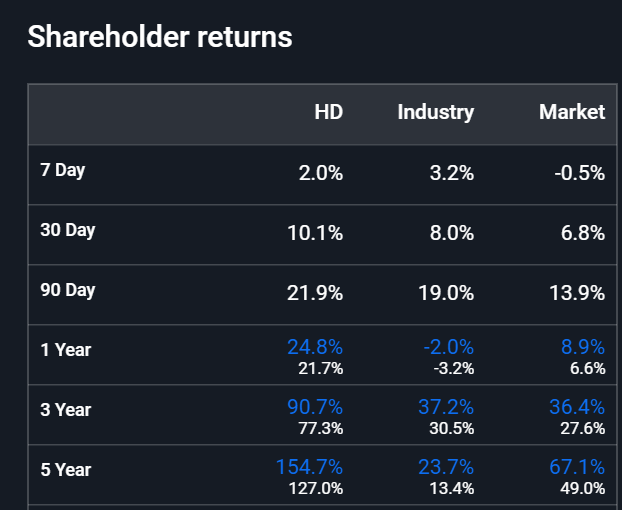 Shareholder returns
HD Industry Market
7 Day 2.0% 3.2% -0.5%
30 Day 10.1% 8.0% 6.8%
90 Day 21.9% 19.0% 13.9%
1 Year 24.8% -2.0% 8.9%
21.7% -3.2% 6.6%
3 Year 90.7% 37.2% 36.4%
77.3% 30.5% 27.6%
5 Year 154.7% 23.7% 67.1%
127.0% 13.4% 49.0%